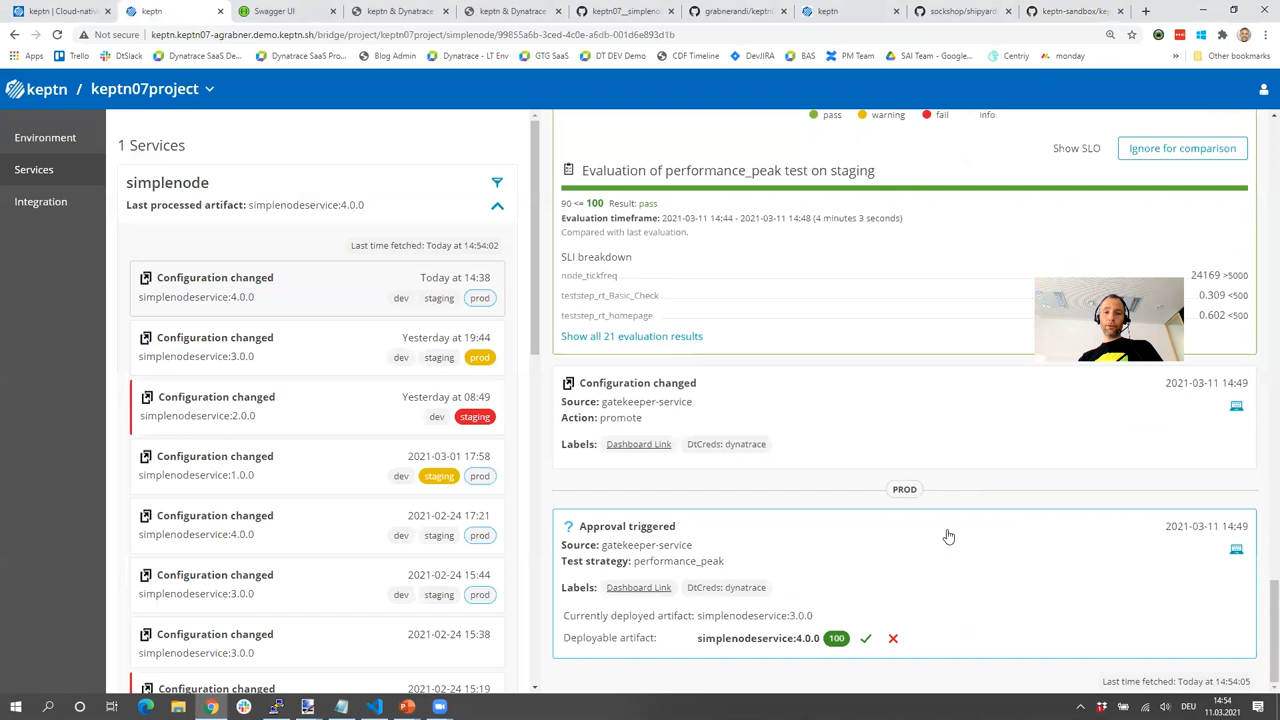 keptn | Cloud-native
keptn
Swagger UI
keptn & Dynatrace
keptn & Dynatrace
keptn07__simpleno
grabnerandi/keptn0
keptn
sockshop/shipyard
keptn-sandbox/kep
Not secure | keptn.keptn07-agrabner.demo.keptn.sh/bridge/project/keptn07project/simplenode/99855a6b-3ced-4c0e-a6db-001d6e893d1b
Apps
Trello
DtSlack
Dynatrace SaaS De...
Dynatrace SaaS Pro...
Blog Admin
Dynatrace - LT Env
GTG SaaS
DT DEV Demo
CDF Timeline
DevJIRA
BAS
PM Team
SAI Team - Google...
Centriy
monday
»
Other bookmarks
keptn / keptn07project
Environment
Services
Integration
1 Services
simplenode
Last processed artifact: simplenodeservice:4.0.0
Last time fetched: Today at 14:54:02
Configuration changed Today at 14:38
simplenodeservice:4.0.0 dev staging prod
Configuration changed Yesterday at 19:44
simplenodeservice:3.0.0 dev staging prod
Configuration changed Yesterday at 08:49
simplenodeservice:2.0.0 dev staging
Configuration changed 2021-03-01 17:58
simplenodeservice:1.0.0 dev staging prod
Configuration changed 2021-02-24 17:21
simplenodeservice:4.0.0 dev staging prod
Configuration changed 2021-02-24 15:44
simplenodeservice:3.0.0 dev staging prod
Configuration changed 2021-02-24 15:38
simplenodeservice:3.0.0
Configuration changed 2021-02-24 15:19
pass warning fail info
Show SLO Ignore for comparison
Evaluation of performance_peak test on staging
90 <= 100 Result: pass
Evaluation timeframe: 2021-03-11 14:44 - 2021-03-11 14:48 (4 minutes 3 seconds)
Compared with last evaluation.
SLI breakdown
node_tickfreq 24169 >5000
teststep_rt_Basic_Check 0.309 <500
teststep_rt_homepage 0.602 <500
Show all 21 evaluation results
Configuration changed 2021-03-11 14:49
Source: gatekeeper-service
Action: promote
Labels: Dashboard Link DtCreds: dynatrace
PROD
? Approval triggered 2021-03-11 14:49
Source: gatekeeper-service
Test strategy: performance_peak
Labels: Dashboard Link DtCreds: dynatrace
Currently deployed artifact: simplenodeservice:3.0.0
Deployable artifact: simplenodeservice:4.0.0 100
Last time fetched: Today at 14:54:05
DEU
14:54
11.03.2021